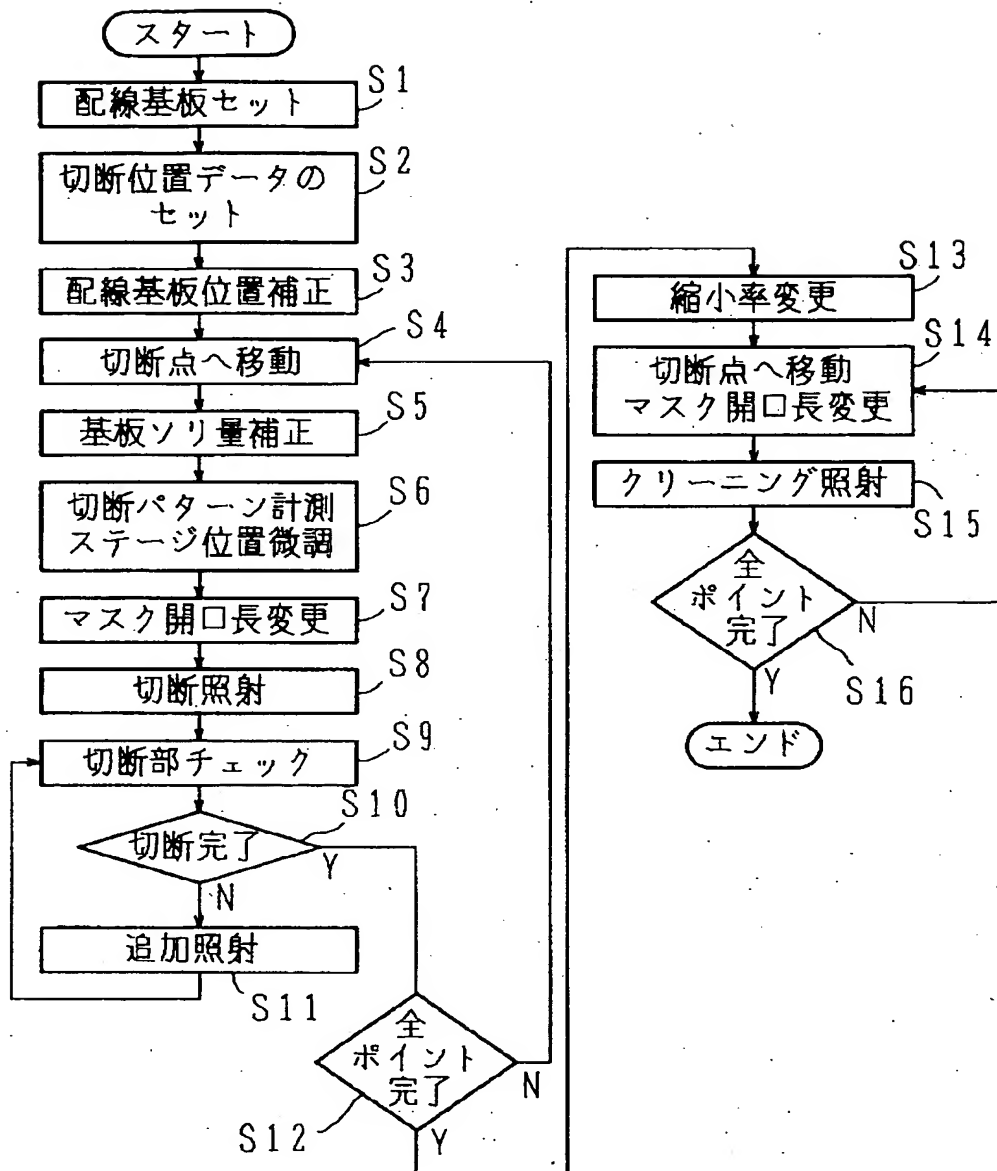 スタート
配線基板セット
S1
切断位置データの
セット
S2
配線基板位置補正
S3
切断点へ移動
S4
基板ソリ量補正
S5
切断パターン計測
ステージ位置微調
S6
マスク開口長変更
S7
切断照射
S8
切断部チェック
S9
切断完了
S10
Y
N
追加照射
S11
全
ポイント
完了
N
S12
Y
縮小率変更
S13
切断点へ移動
マスク開口長変更
S14
クリーニング照射
S15
全
ポイント
完了
N
Y
S16
エンド